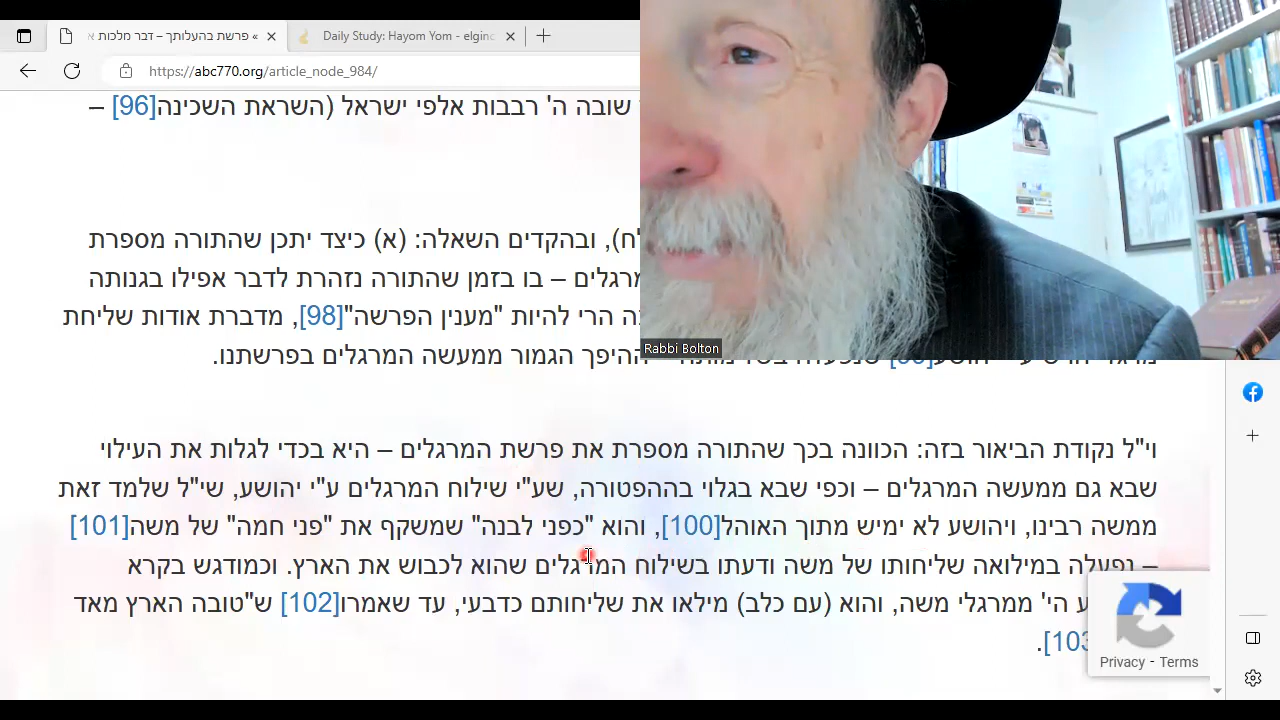 » פרשת בהעלותך – דבר מלכות א
Daily Study: Hayom Yom - elginc
https://abc770.org/article_node_984/
שובה ה' רבבות אלפי ישראל (השראת השכינה[96] –
ובהקדים השאלה: (א) כיצד יתכן שהתורה מספרת
מרגלים – בו בזמן שהתורה נזהרת לדבר אפילו בגנותה
הרי להיות "מענין הפרשה"[98], מדברת אודות שליחת
ההיפך הגמור ממעשה המרגלים בפרשתנו.
Rabbi Bolton
וי"ל נקודת הביאור בזה: הכוונה בכך שהתורה מספרת את פרשת המרגלים – היא בכדי לגלות את העילוי
שבא גם ממעשה המרגלים – וכפי שבא בגלוי בההפטורה, שע"י שילוח המרגלים ע"י יהושע, שי"ל שלמד זאת
ממשה רבינו, ויהושע לא ימיש מתוך האוהל[100], והוא "כפני לבנה" שמשקף את "פני חמה" של משה[101]
– נפעלה במילואה שליחותו של משה ודעתו בשילוח המרגלים שהוא לכבוש את הארץ. וכמודגש בקרא
הי' ממרגלי משה, והוא (עם כלב) מילאו את שליחותם כדבעי, עד שאמרו[102] ש"טובה הארץ מאד
[103].
Privacy - Terms